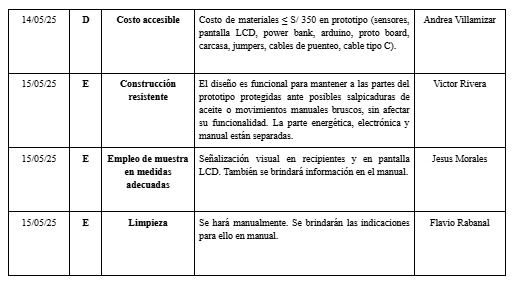 14/05/25 D Costo accesible Costo de materiales ≤ S/ 350 en prototipo (sensores, Andrea Villamizar
pantalla LCD, power bank, arduino, proto board,
carcasa, jumpers, cables de puenteo, cable tipo C).
15/05/25 E Construcción El diseño es funcional para mantener a las partes del Victor Rivera
resistente prototipo protegidas ante posibles salpicaduras de
aceite o movimientos manuales bruscos, sin afectar
su funcionalidad. La parte energética, electrónica y
manual están separadas.
15/05/25 E Empleo de muestra Señalización visual en recipientes y en pantalla Jesus Morales
en medidas LCD. También se brindará información en el manual.
adecuadas
15/05/25 E Limpieza Se hará manualmente. Se brindarán las indicaciones Flavio Rabanal
para ello en manual.